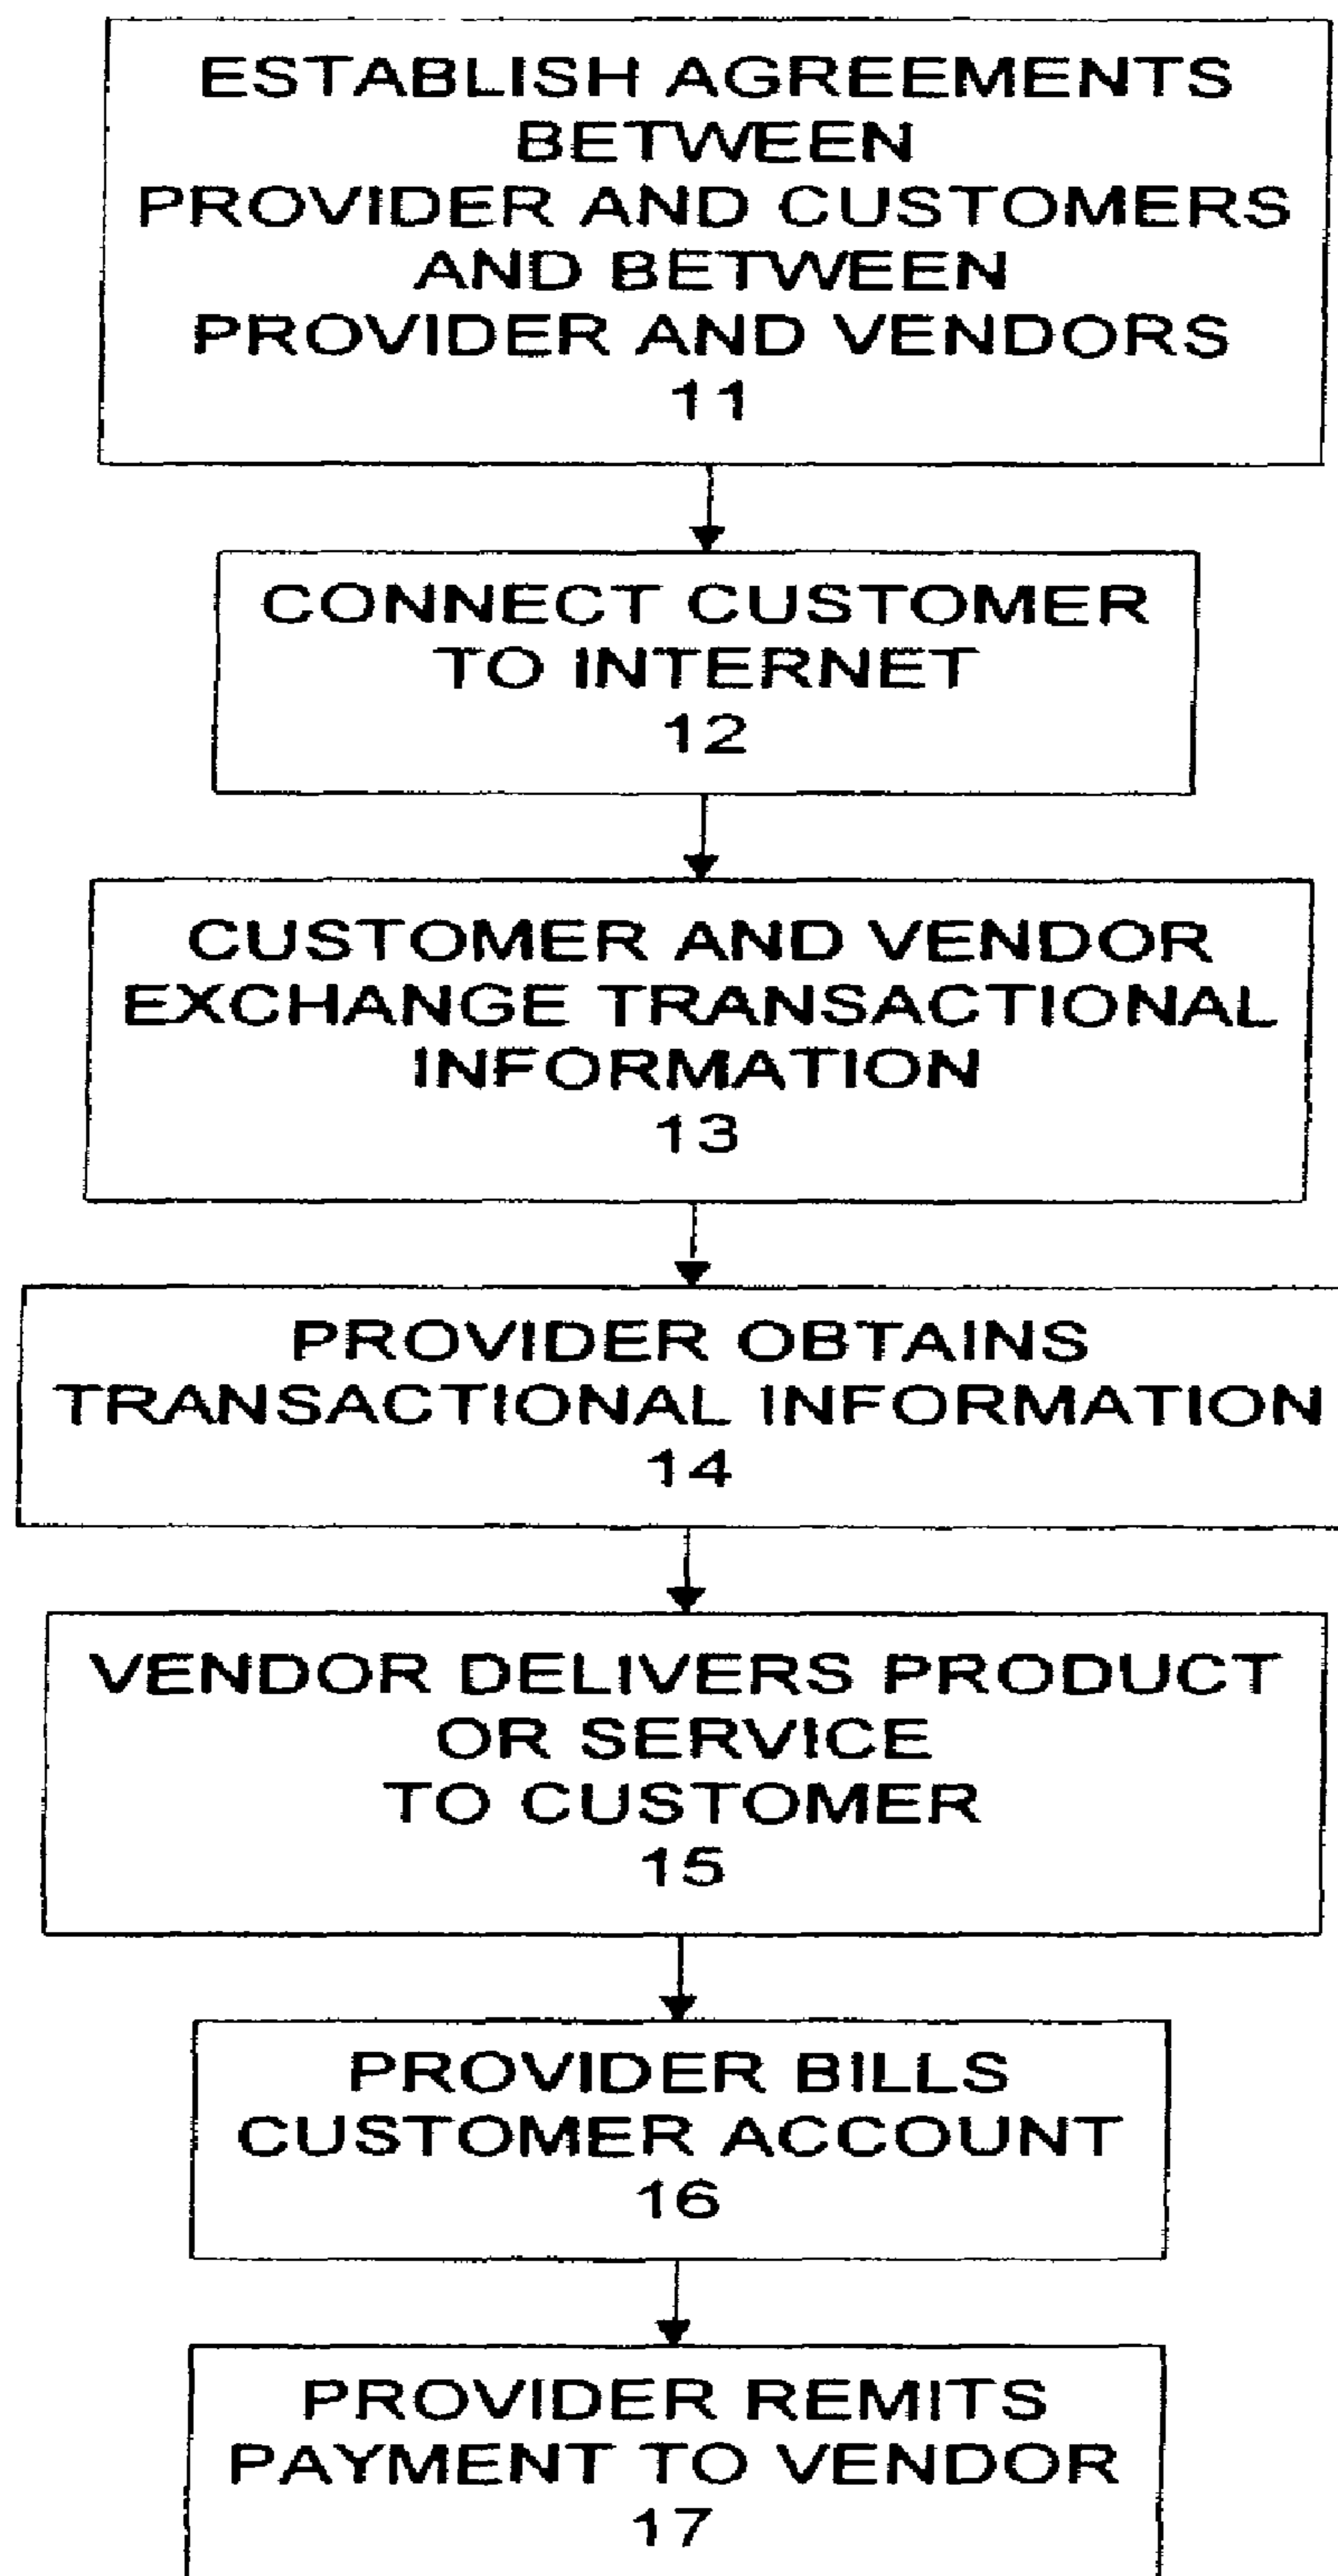 ESTABLISH AGREEMENTS
BETWEEN
PROVIDER AND CUSTOMERS
AND BETWEEN
PROVIDER AND VENDORS
11
CONNECT CUSTOMER
TO INTERNET
12
CUSTOMER AND VENDOR
EXCHANGE TRANSACTIONAL
INFORMATION
13
PROVIDER OBTAINS
TRANSACTIONAL INFORMATION
14
VENDOR DELIVERS PRODUCT
OR SERVICE
TO CUSTOMER
15
PROVIDER BILLS
CUSTOMER ACCOUNT
16
PROVIDER REMITS
PAYMENT TO VENDOR
17